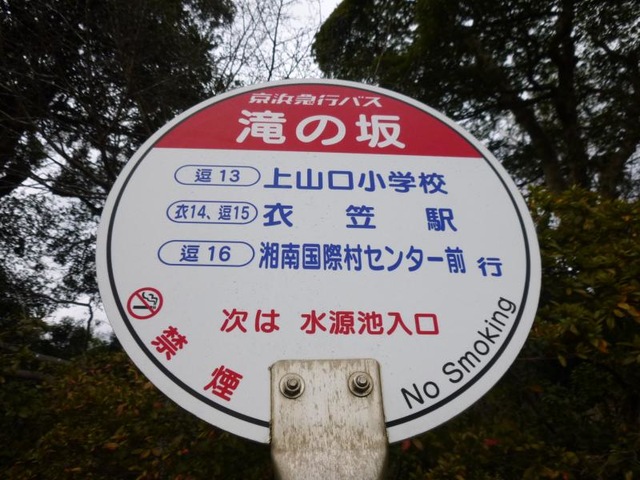 京浜急行バス
滝の坂
逗13 上山口小学校
衣14、逗15 衣笠駅
逗16 湘南国際村センター前 行
次は 水源池入口
禁煙
No Smoking